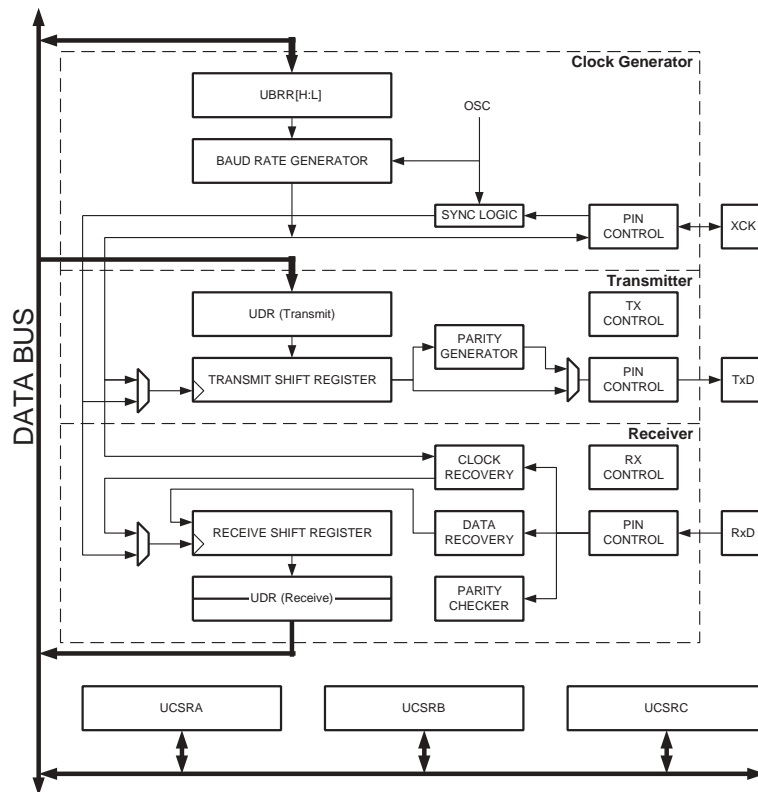 Clock Generator
UBRR[H:L]
OSC
BAUD RATE GENERATOR
SYNC LOGIC
PIN
CONTROL
XCK
DATA BUS
Transmitter
UDR (Transmit)
TX
CONTROL
PARITY
GENERATOR
TRANSMIT SHIFT REGISTER
PIN
CONTROL
TxD
Receiver
CLOCK
RECOVERY
RX
CONTROL
RECEIVE SHIFT REGISTER
DATA
RECOVERY
PIN
CONTROL
RxD
UDR (Receive)
PARITY
CHECKER
UCSRA
UCSRB
UCSRC